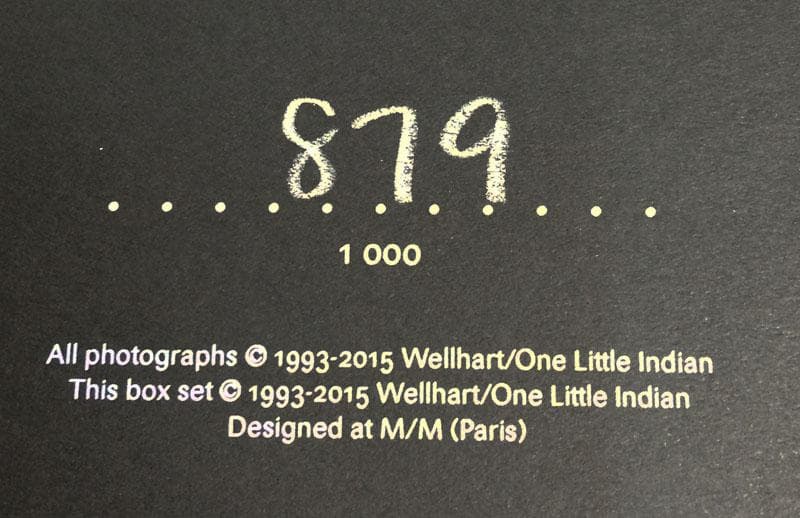 879
...........
1 000
All photographs © 1993-2015 Wellhart/One Little Indian
This box set © 1993-2015 Wellhart/One Little Indian
Designed at M/M (Paris)